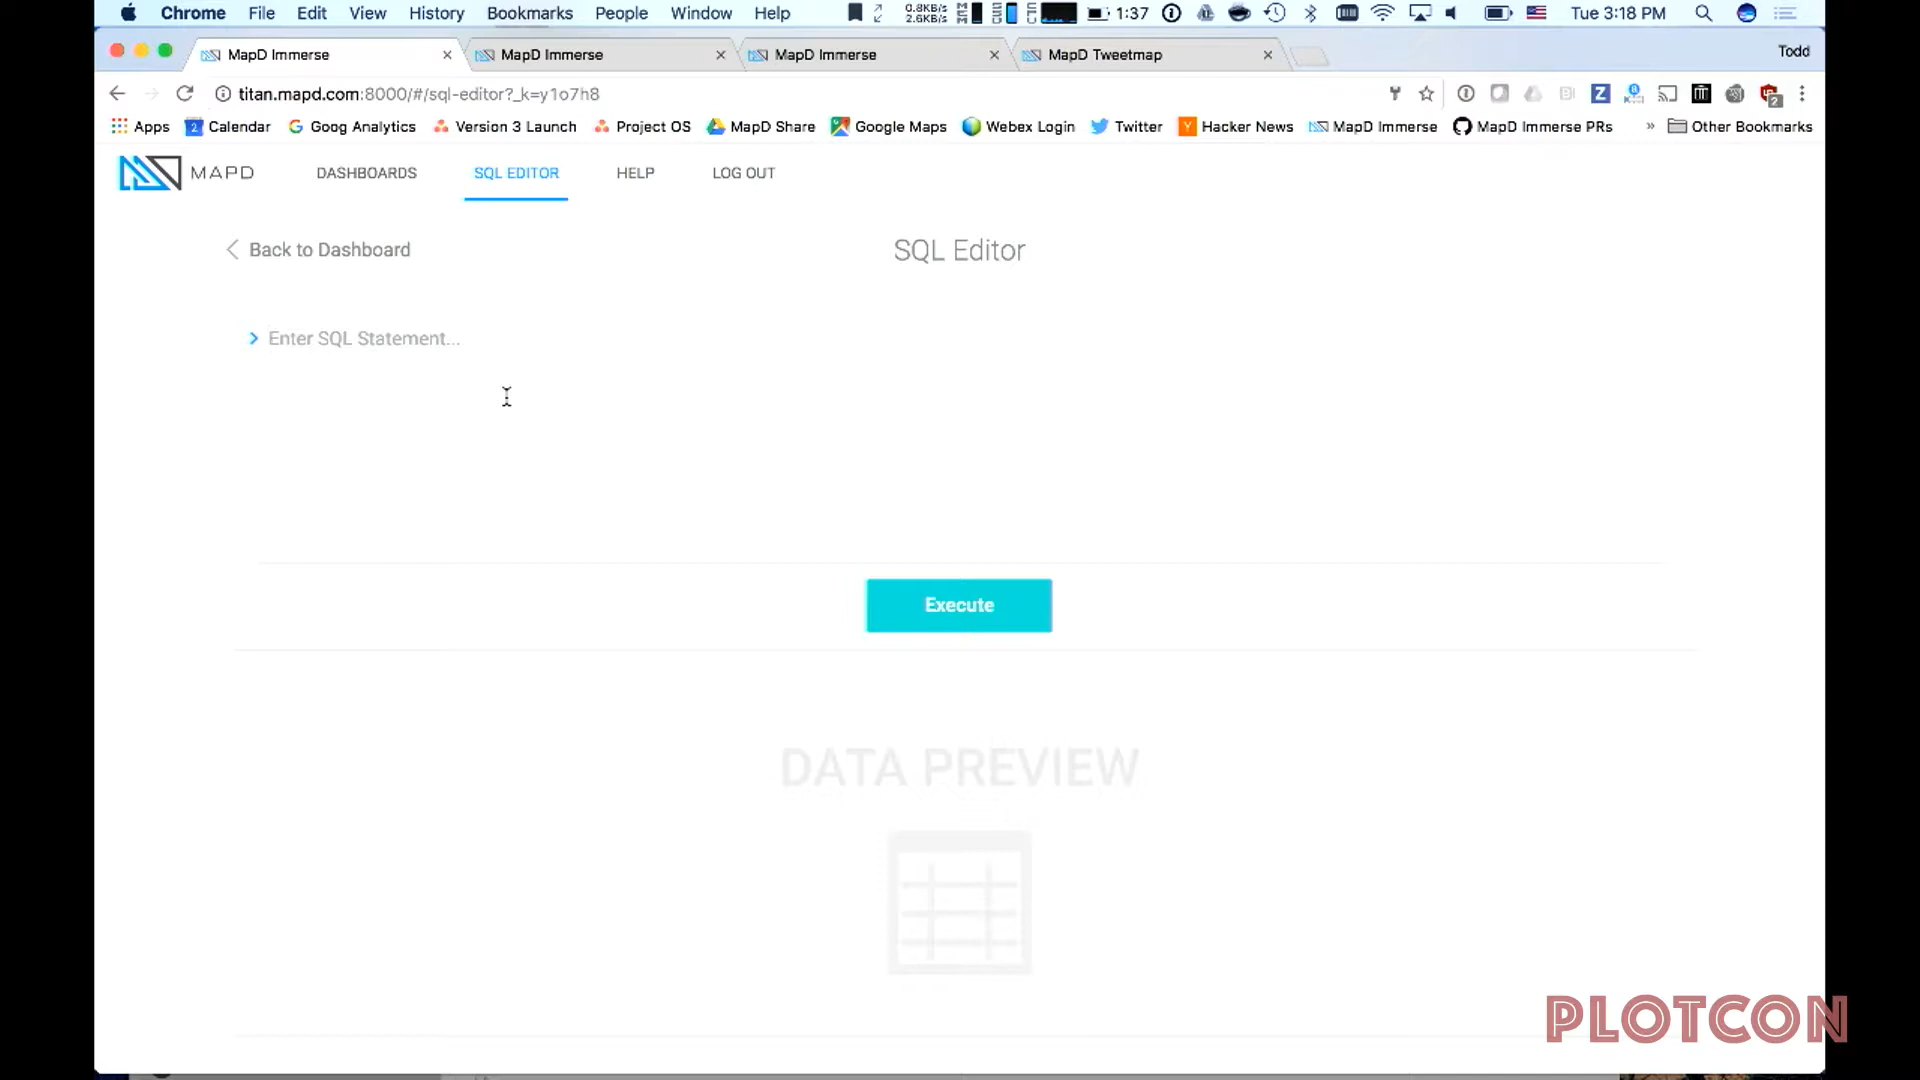 Chrome File Edit View History Bookmarks People Window Help 0.8KB/s 2.6KB/s 1:37 Tue 3:18 PM
MapD Immerse MapD Immerse MapD Immerse MapD Tweetmap Todd
titan.mapd.com:8000/#/sql-editor?_k=y1o7h8
Apps Calendar Goog Analytics Version 3 Launch Project OS MapD Share Google Maps Webex Login Twitter Hacker News MapD Immerse MapD Immerse PRs » Other Bookmarks
MAPD DASHBOARDS SQL EDITOR HELP LOG OUT
Back to Dashboard
SQL Editor
Enter SQL Statement...
Execute
DATA PREVIEW
PLOTCON